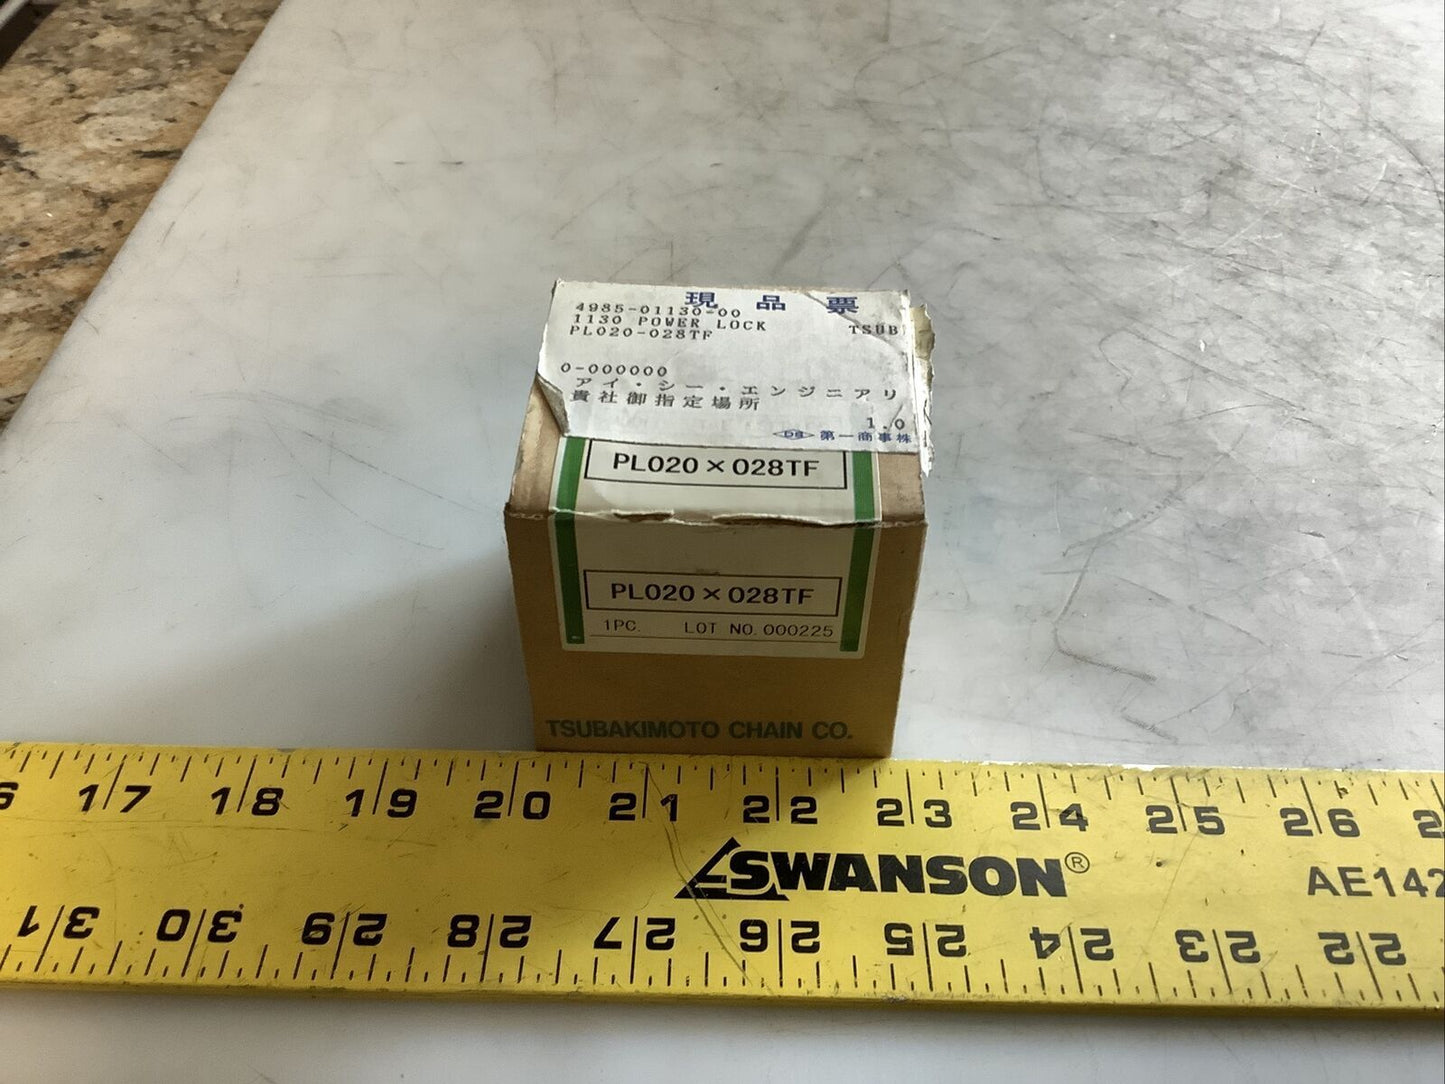 現品票
4985-01130-00
1130 POWER LOCK TSUB
PL020-028TF
0-000000
アイ・シー・エンジニアリ
貴社御指定場所
1.0
第一商事株
PL020×028TF
PL020×028TF
1PC. LOT NO. 000225
TSUBAKIMOTO CHAIN CO.
6 17 18 19 20 21 22 23 24 25 26 2
SWANSON®
AE142
31 30 29 28 27 26 25 24 23 22